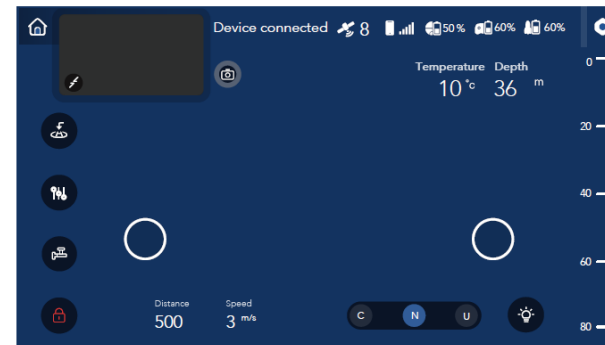 Device connected 8 50% 60% 60%
Temperature Depth
10 °c 36 m
0
20
40
60
80
Distance Speed
500 3 m/s
C N U